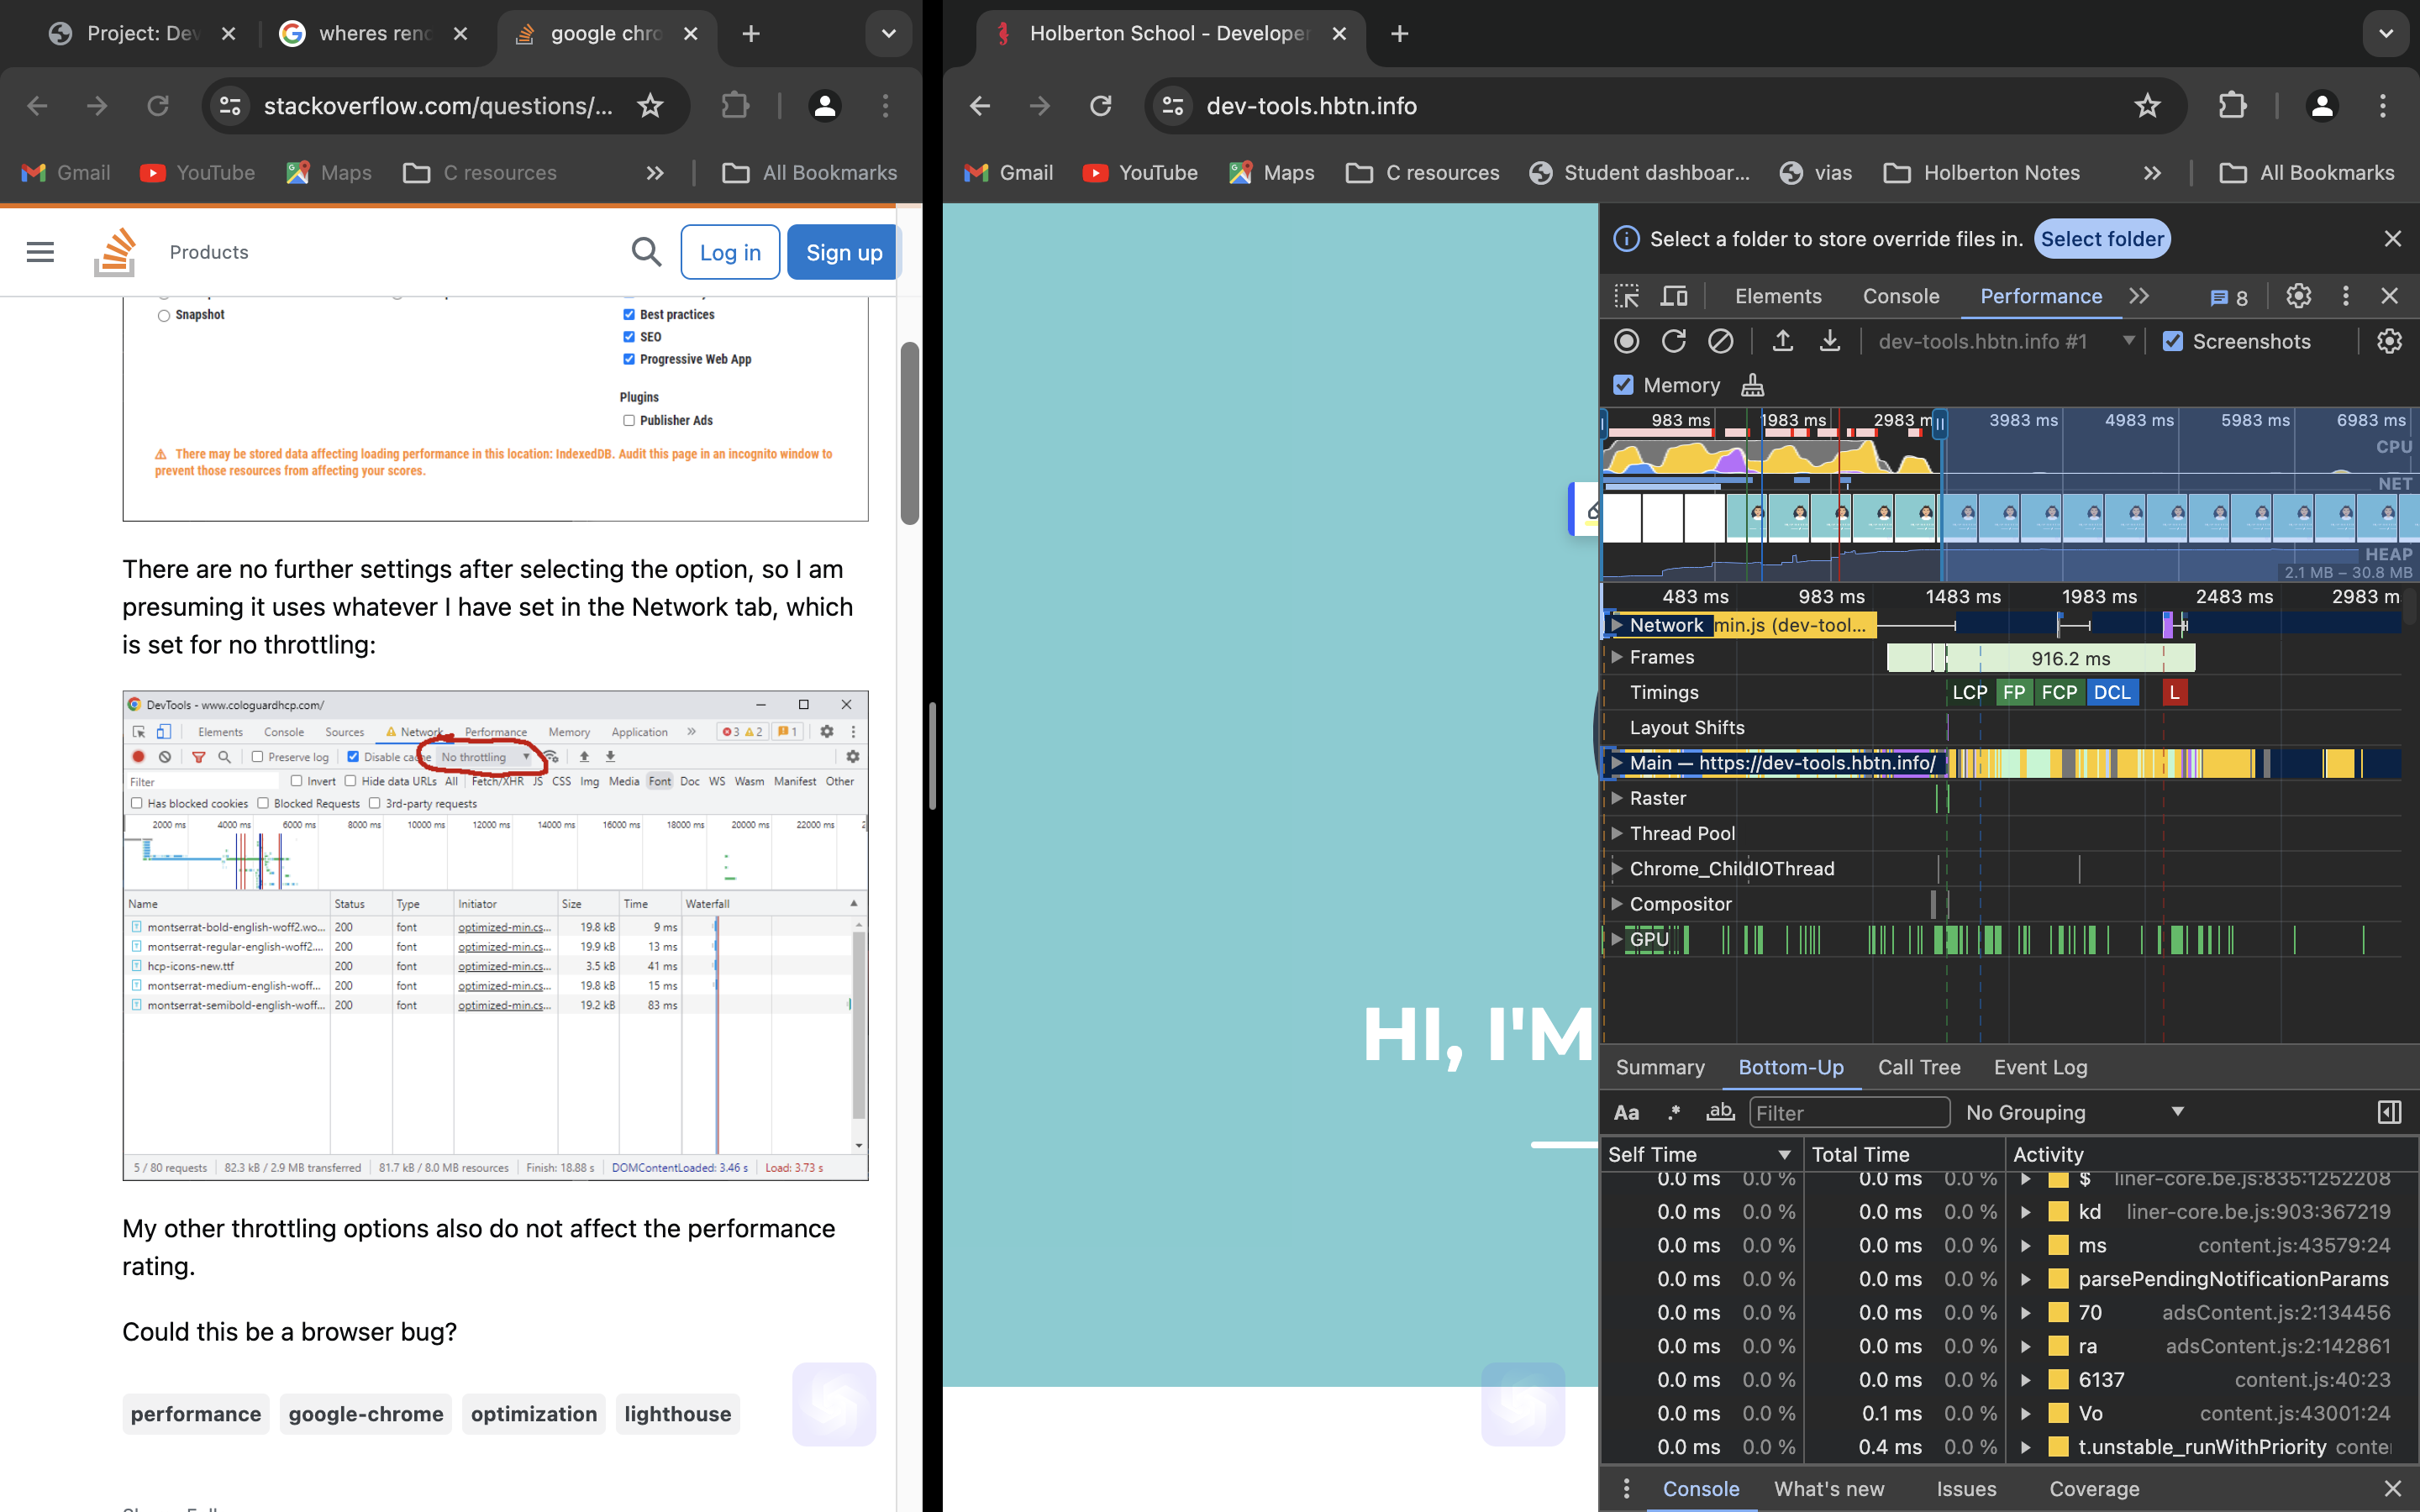 Project: Dev
wheres rend
google chro
stackoverflow.com/questions/...
Gmail
YouTube
Maps
C resources
All Bookmarks
Products
Log in
Sign up
Snapshot
Best practices
SEO
Progressive Web App
Plugins
Publisher Ads
There may be stored data affecting loading performance in this location: IndexedDB. Audit this page in an incognito window to
prevent those resources from affecting your scores.
There are no further settings after selecting the option, so I am
presuming it uses whatever I have set in the Network tab, which
is set for no throttling:
DevTools - www.cologuardhcp.com/
Elements Console Sources Network Performance Memory Application » 3 2 1
Preserve log Disable cache No throttling
Filter Invert Hide data URLs All Fetch/XHR JS CSS Img Media Font Doc WS Wasm Manifest Other
Has blocked cookies Blocked Requests 3rd-party requests
2000 ms 4000 ms 6000 ms 8000 ms 10000 ms 12000 ms 14000 ms 16000 ms 18000 ms 20000 ms 22000 ms
Name Status Type Initiator Size Time Waterfall
montserrat-bold-english-woff2.wo... 200 font optimized-min.cs... 19.8 kB 9 ms
montserrat-regular-english-woff2.... 200 font optimized-min.cs... 19.9 kB 13 ms
hcp-icons-new.ttf 200 font optimized-min.cs... 3.5 kB 41 ms
montserrat-medium-english-woff... 200 font optimized-min.cs... 19.8 kB 15 ms
montserrat-semibold-english-woff... 200 font optimized-min.cs... 19.2 kB 83 ms
5 / 80 requests 82.3 kB / 2.9 MB transferred 81.7 kB / 8.0 MB resources Finish: 18.88 s DOMContentLoaded: 3.46 s Load: 3.73 s
My other throttling options also do not affect the performance
rating.
Could this be a browser bug?
performance google-chrome optimization lighthouse
Holberton School - Developer
dev-tools.hbtn.info
Gmail
YouTube
Maps
C resources
Student dashboar...
vias
Holberton Notes
All Bookmarks
HI, I'M
Select a folder to store override files in. Select folder
Elements Console Performance 8
dev-tools.hbtn.info #1 Screenshots
Memory
983 ms 1983 ms 2983 m 3983 ms 4983 ms 5983 ms 6983 ms
CPU
NET
HEAP
2.1 MB – 30.8 MB
483 ms 983 ms 1483 ms 1983 ms 2483 ms 2983 m
Network min.js (dev-tool...
Frames 916.2 ms
Timings LCP FP FCP DCL L
Layout Shifts
Main — https://dev-tools.hbtn.info/
Raster
Thread Pool
Chrome_ChildIOThread
Compositor
GPU
Summary Bottom-Up Call Tree Event Log
Aa .* ab Filter No Grouping
Self Time Total Time Activity
0.0 ms 0.0 % 0.0 ms 0.0 % $ liner-core.be.js:835:1252208
0.0 ms 0.0 % 0.0 ms 0.0 % kd liner-core.be.js:903:367219
0.0 ms 0.0 % 0.0 ms 0.0 % ms content.js:43579:24
0.0 ms 0.0 % 0.0 ms 0.0 % parsePendingNotificationParams
0.0 ms 0.0 % 0.0 ms 0.0 % 70 adsContent.js:2:134456
0.0 ms 0.0 % 0.0 ms 0.0 % ra adsContent.js:2:142861
0.0 ms 0.0 % 0.0 ms 0.0 % 6137 content.js:40:23
0.0 ms 0.0 % 0.1 ms 0.0 % Vo content.js:43001:24
0.0 ms 0.0 % 0.4 ms 0.0 % t.unstable_runWithPriority conte
Console What's new Issues Coverage